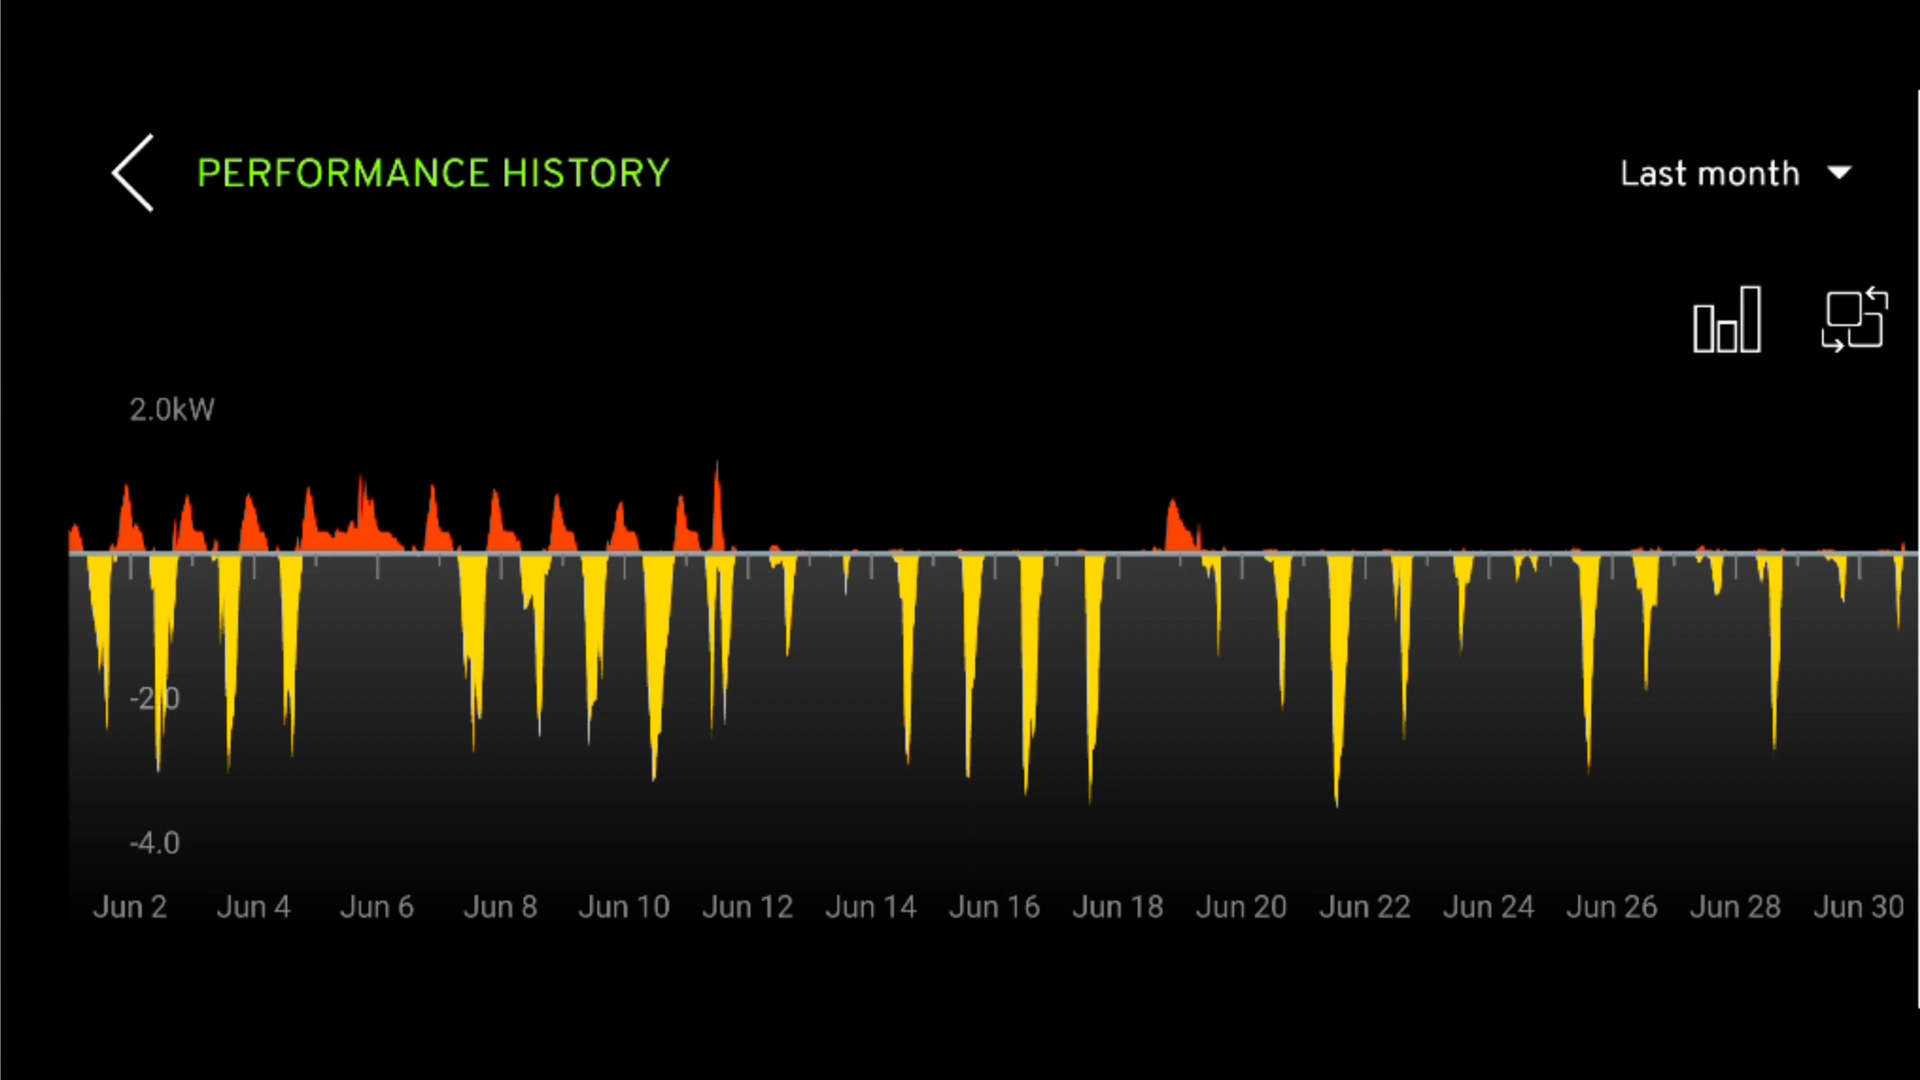 PERFORMANCE HISTORY
Last month
2.0kW
-2.0
-4.0
Jun 2 Jun 4 Jun 6 Jun 8 Jun 10 Jun 12 Jun 14 Jun 16 Jun 18 Jun 20 Jun 22 Jun 24 Jun 26 Jun 28 Jun 30